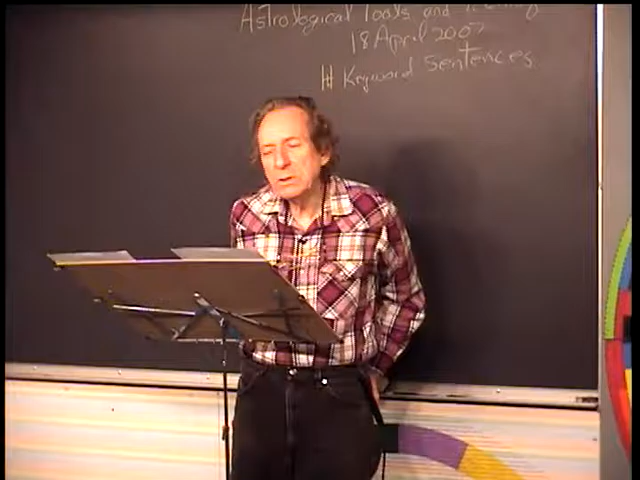 Astrological Tools and
18 April 2007
# Keyword Sentences